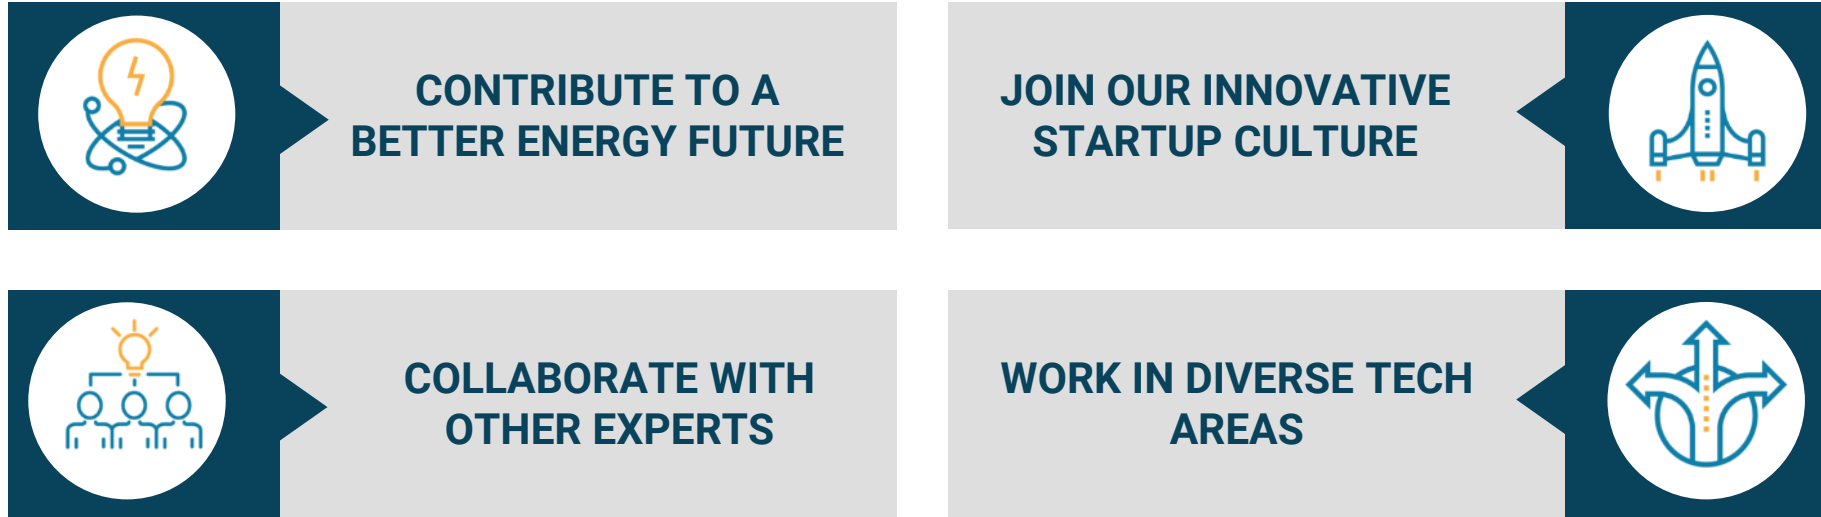 CONTRIBUTE TO A
BETTER ENERGY FUTURE
JOIN OUR INNOVATIVE
STARTUP CULTURE
COLLABORATE WITH
OTHER EXPERTS
WORK IN DIVERSE TECH
AREAS